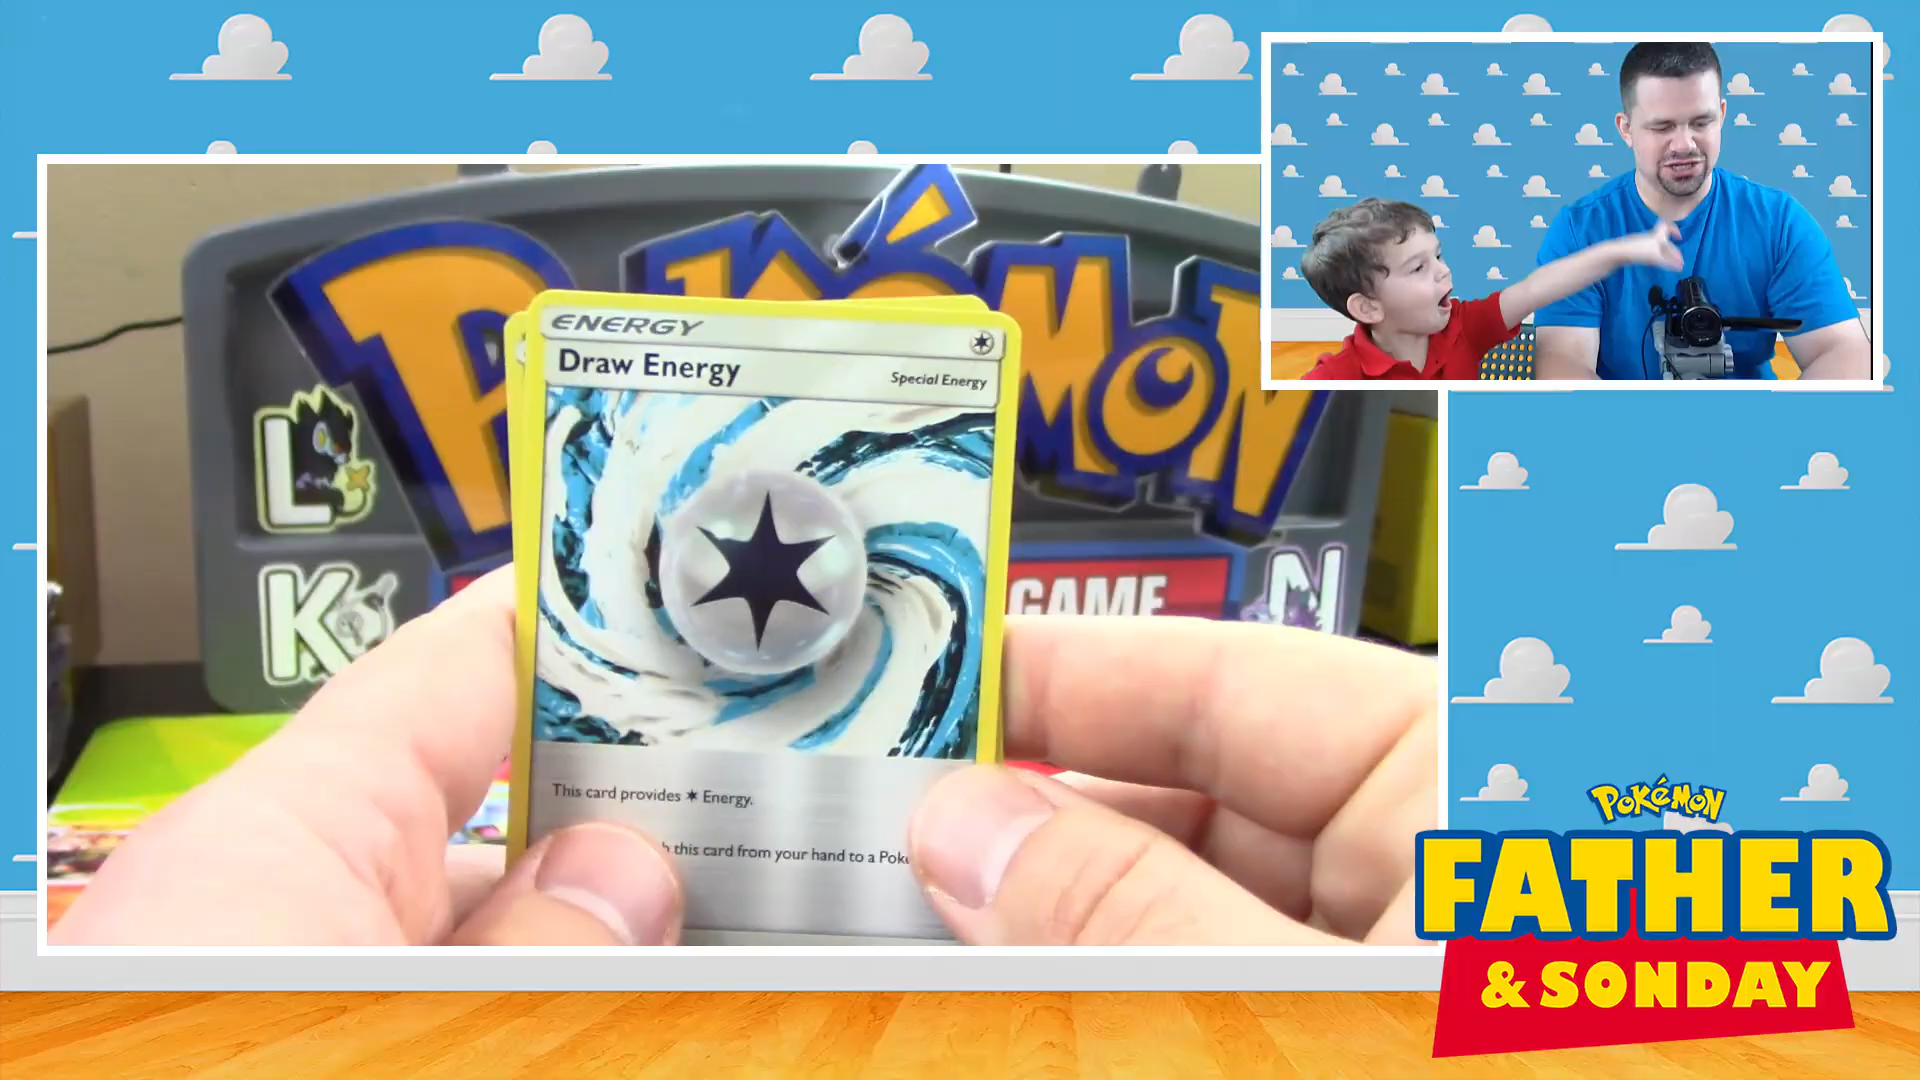 POKÉMON
GAME
L
K
N
ENERGY
Draw Energy
Special Energy
This card provides Energy.
this card from your hand to a
POKéMON
FATHER
& SONDAY